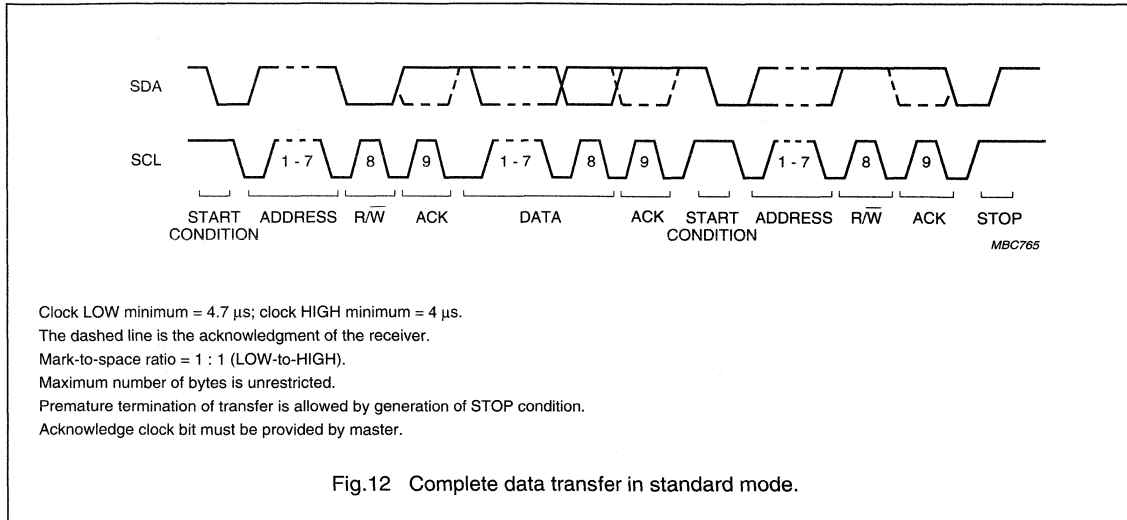 SDA
SCL
1 - 7 8 9 1 - 7 8 9 1 - 7 8 9
START CONDITION ADDRESS R/W̅ ACK DATA ACK START CONDITION ADDRESS R/W̅ ACK STOP
MBC765
Clock LOW minimum = 4.7 µs; clock HIGH minimum = 4 µs.
The dashed line is the acknowledgment of the receiver.
Mark-to-space ratio = 1 : 1 (LOW-to-HIGH).
Maximum number of bytes is unrestricted.
Premature termination of transfer is allowed by generation of STOP condition.
Acknowledge clock bit must be provided by master.
Fig.12 Complete data transfer in standard mode.